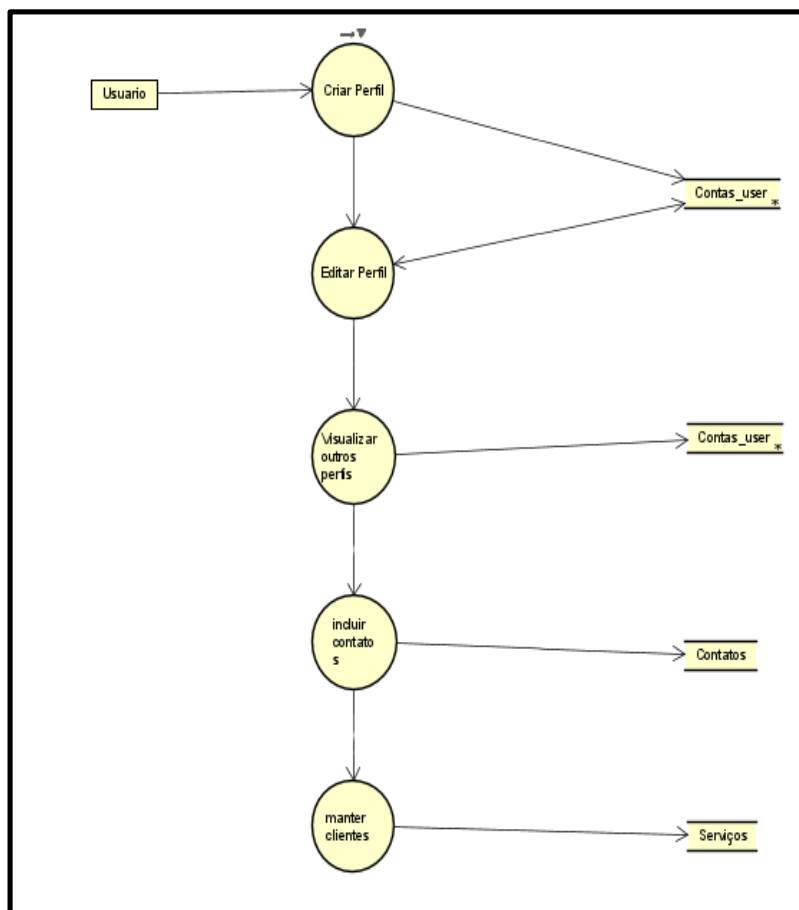 Criar Perfil
Usuario
Contas_user
*
Editar Perfil
Visualizar
outros
perfis
Contas_user
*
incluir
contato
s
Contatos
manter
clientes
Serviços